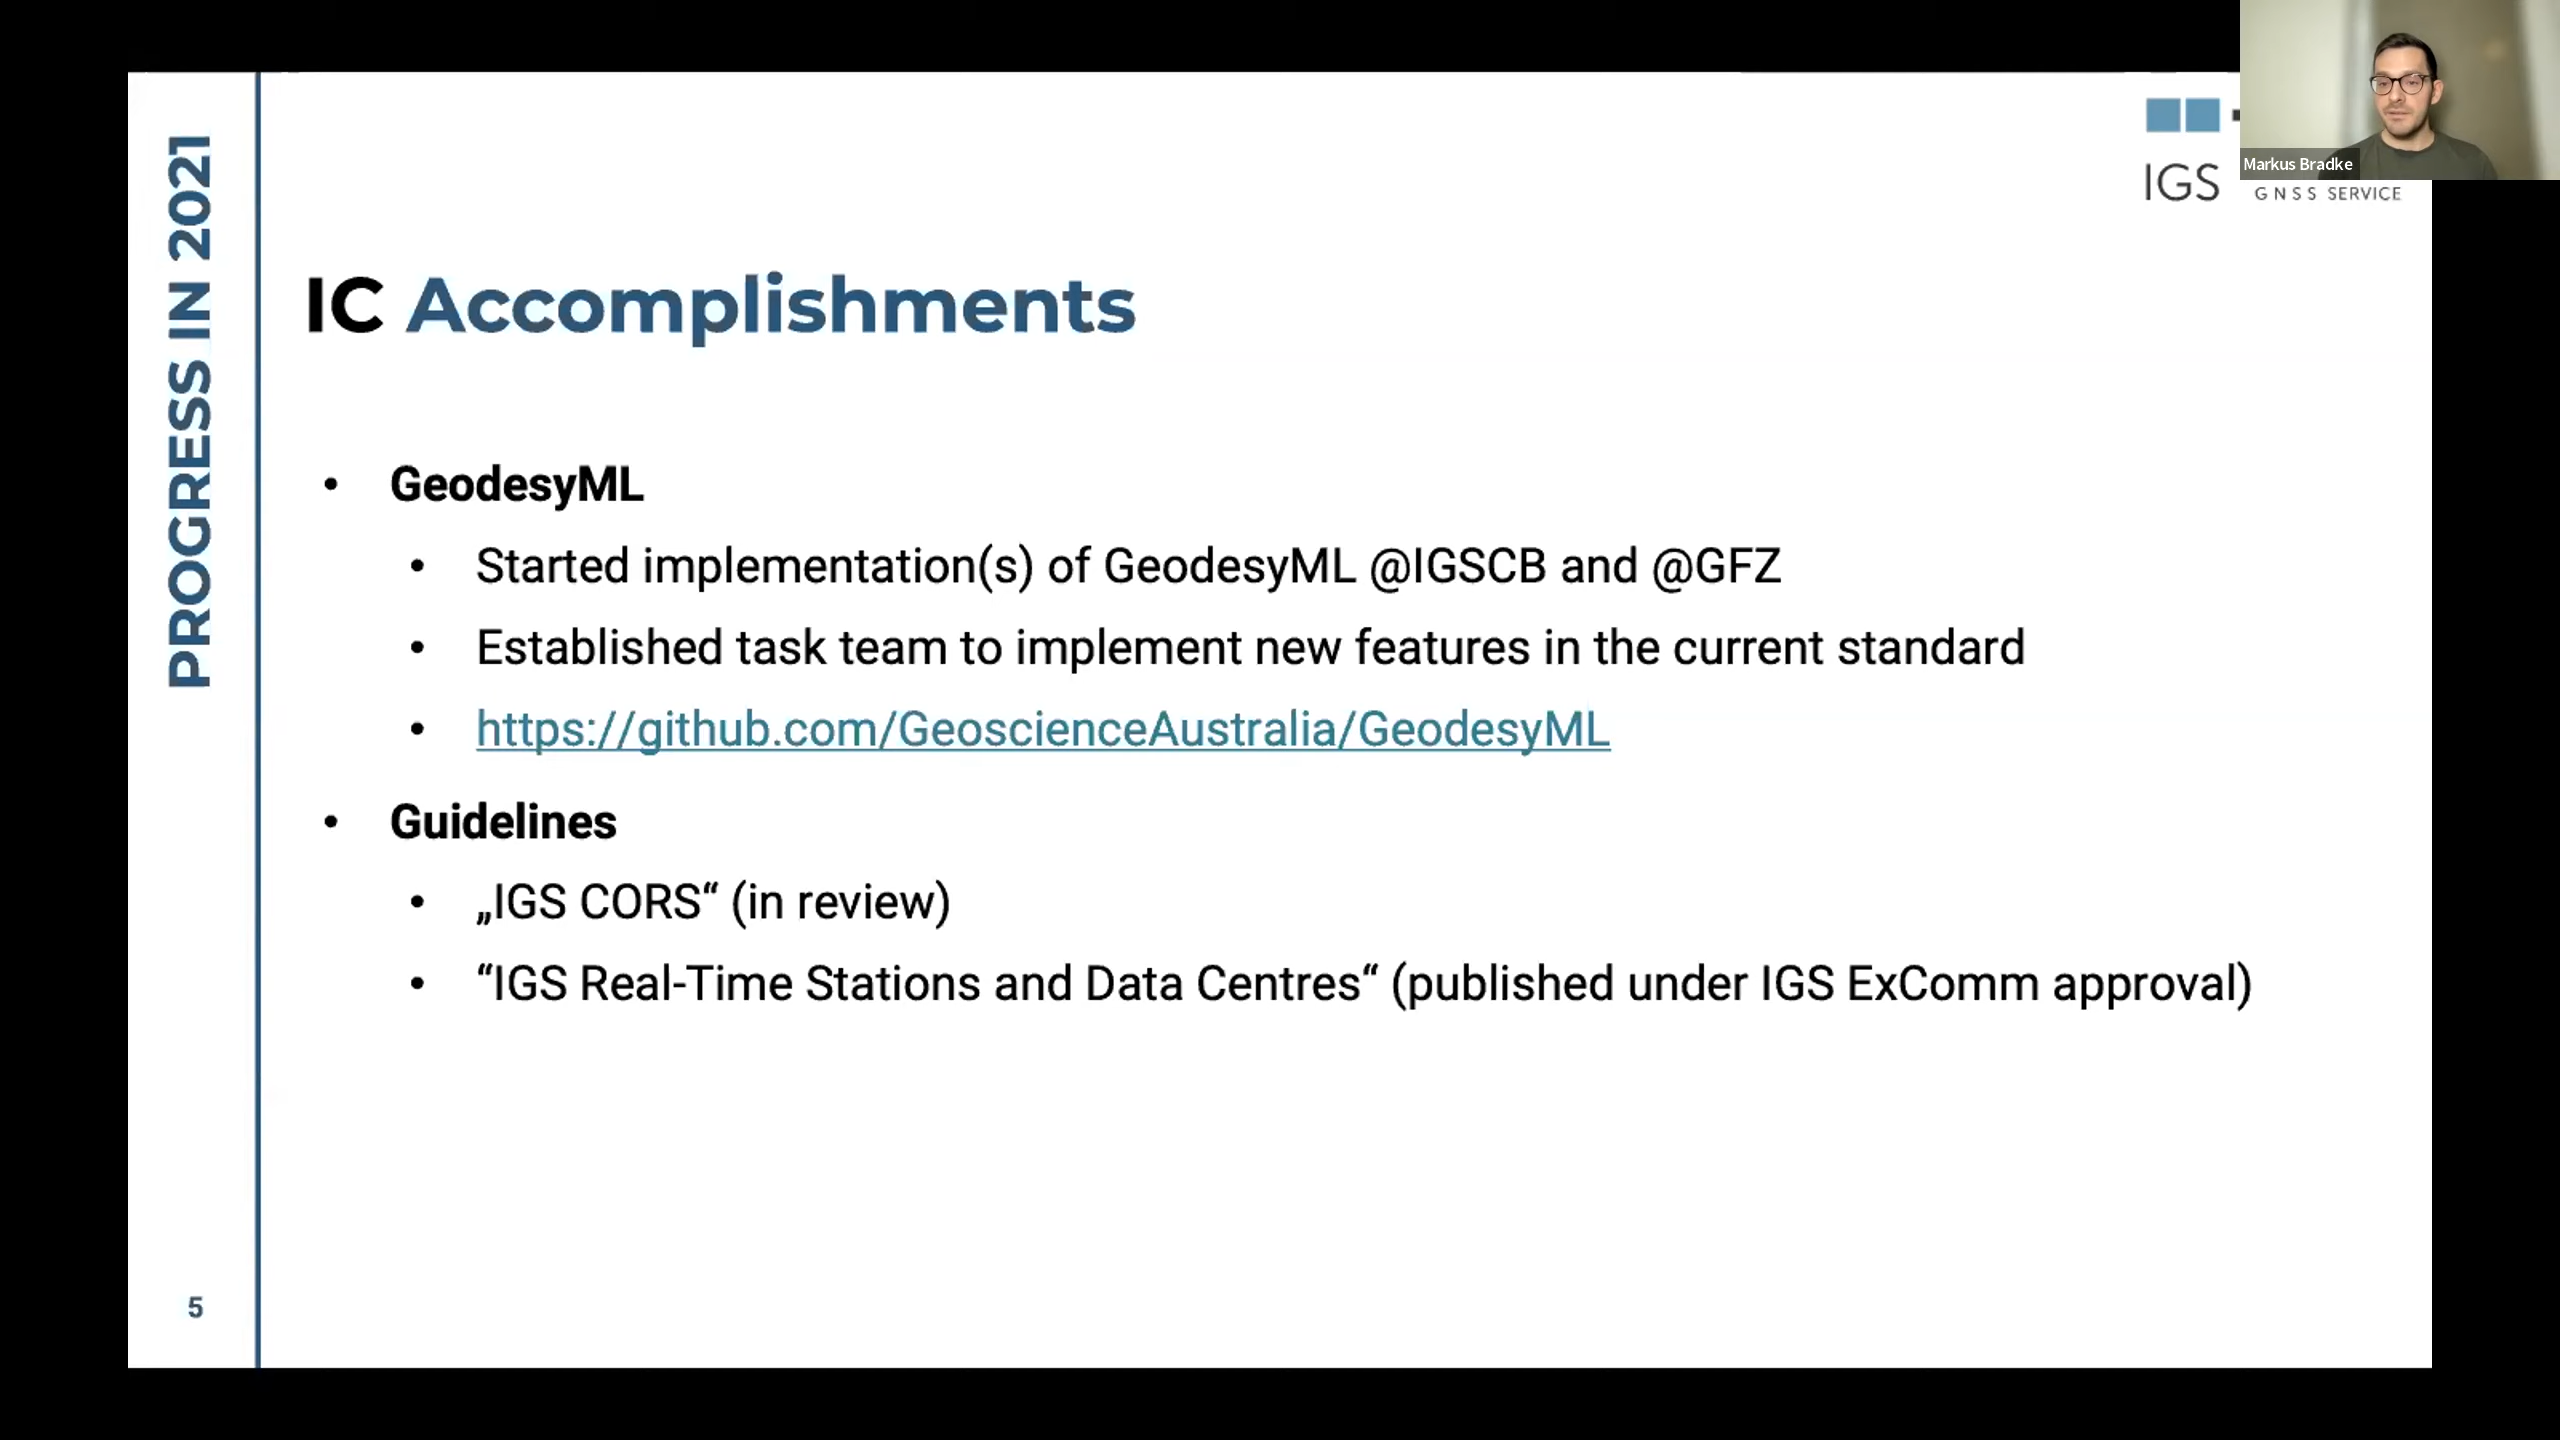 PROGRESS IN 2021
Markus Bradke
IGS
GNSS SERVICE
IC Accomplishments
• GeodesyML
• Started implementation(s) of GeodesyML @IGSCB and @GFZ
• Established task team to implement new features in the current standard
• https://github.com/GeoscienceAustralia/GeodesyML
• Guidelines
• „IGS CORS“ (in review)
• “IGS Real-Time Stations and Data Centres“ (published under IGS ExComm approval)
5